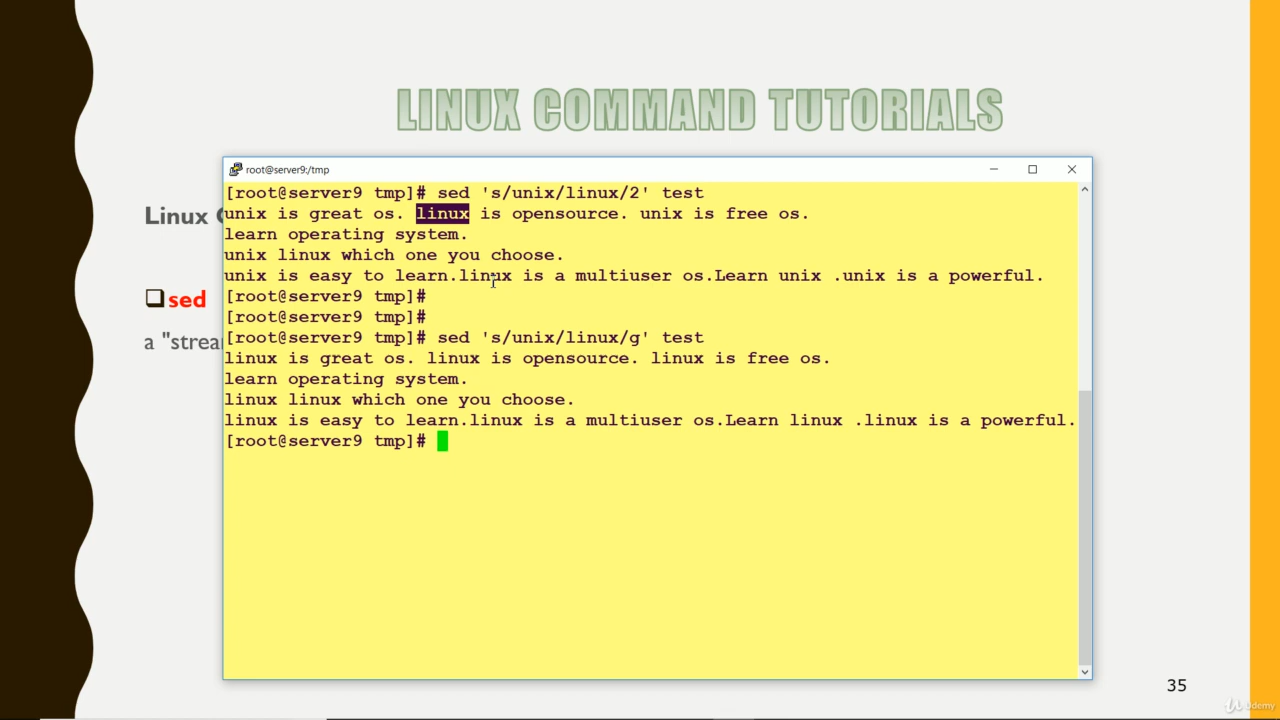 LINUX COMMAND TUTORIALS
root@server9:/tmp
[root@server9 tmp]# sed 's/unix/linux/2' test
unix is great os. linux is opensource. unix is free os.
learn operating system.
unix linux which one you choose.
unix is easy to learn.linux is a multiuser os.Learn unix .unix is a powerful.
[root@server9 tmp]#
[root@server9 tmp]#
[root@server9 tmp]# sed 's/unix/linux/g' test
linux is great os. linux is opensource. linux is free os.
learn operating system.
linux linux which one you choose.
linux is easy to learn.linux is a multiuser os.Learn linux .linux is a powerful.
[root@server9 tmp]#
Linux
sed
a
35
Udemy